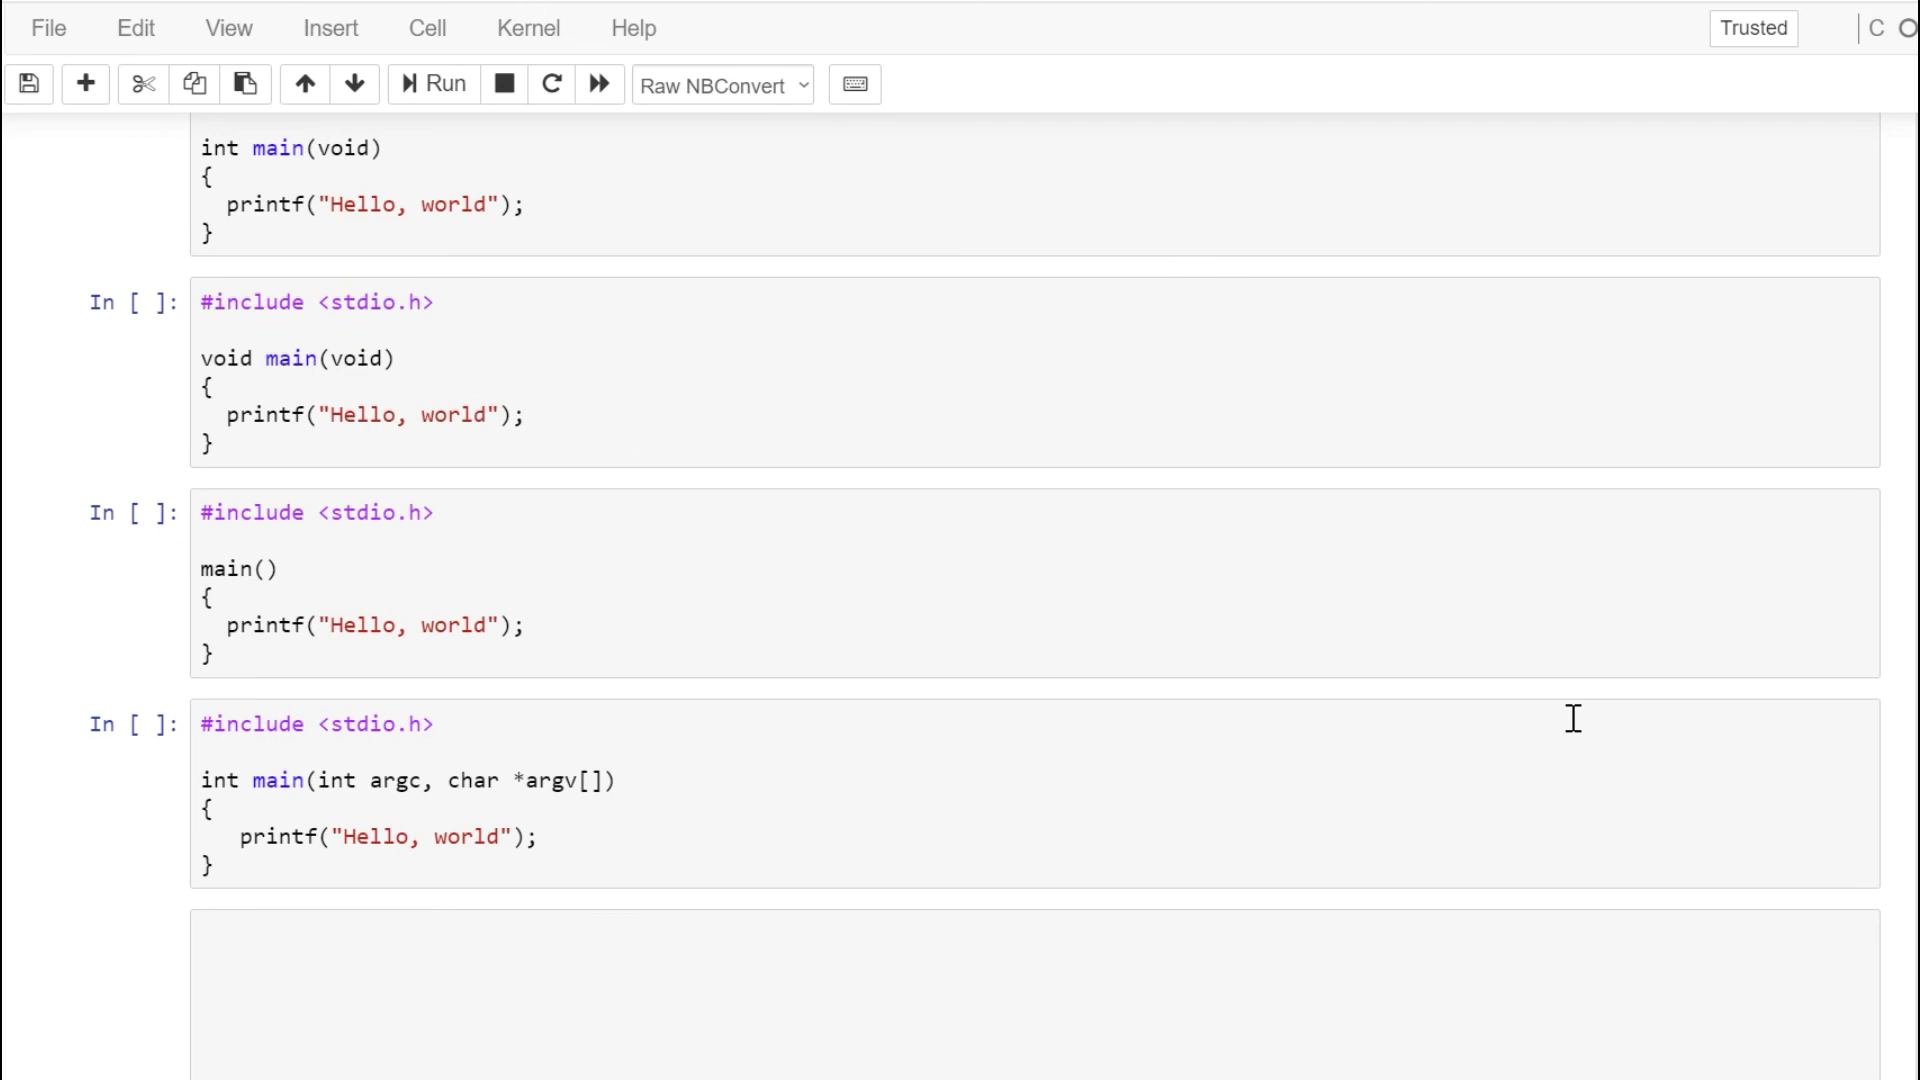 File Edit View Insert Cell Kernel Help Trusted C
Run Raw NBConvert
int main(void)
{
  printf("Hello, world");
}
In [ ]: #include <stdio.h>
void main(void)
{
  printf("Hello, world");
}
In [ ]: #include <stdio.h>
main()
{
  printf("Hello, world");
}
In [ ]: #include <stdio.h>
int main(int argc, char *argv[])
{
   printf("Hello, world");
}